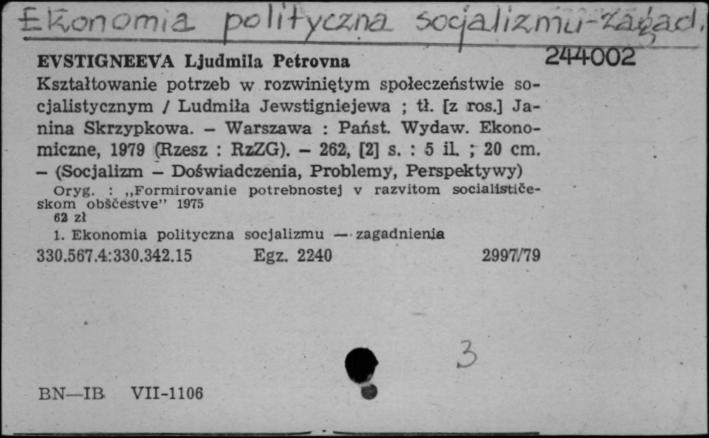 Ekonomia polityczna socjalizmu-zagad.
244002
EVSTIGNEEVA Ljudmila Petrovna
Kształtowanie potrzeb w rozwiniętym społeczeństwie so-
cjalistycznym / Ludmiła Jewstigniejewa ; tł. [z ros.] Ja-
nina Skrzypkowa. — Warszawa : Państ. Wydaw. Ekono-
miczne, 1979 (Rzesz : RzZG). — 262, [2] s. : 5 il. ; 20 cm.
— (Socjalizm — Doświadczenia, Problemy, Perspektywy)
Oryg. : „Formirovanie potrebnostej v razvitom socialističe-
skom obščestve" 1975
62 zł
1. Ekonomia polityczna socjalizmu — zagadnienia
330.567.4:330.342.15 Egz. 2240 2997/79
3
BN—IB VII-1106